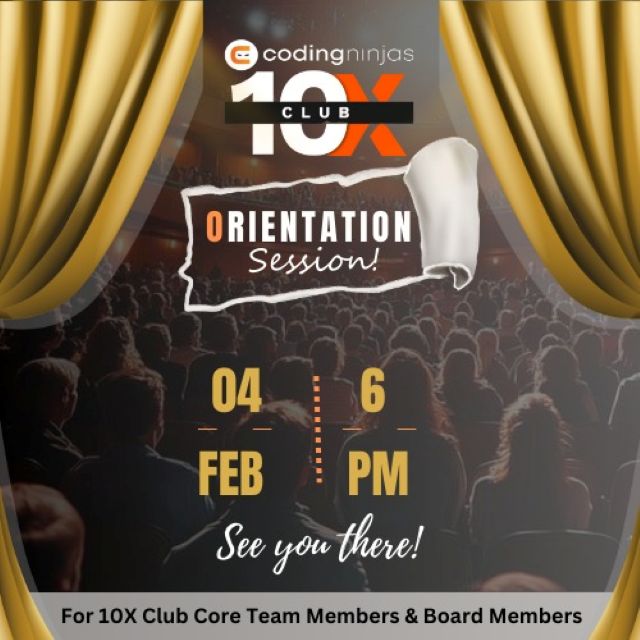 codingninjas
10X
CLUB
ORIENTATION
Session!
04 6
FEB PM
See you there!
For 10X Club Core Team Members & Board Members